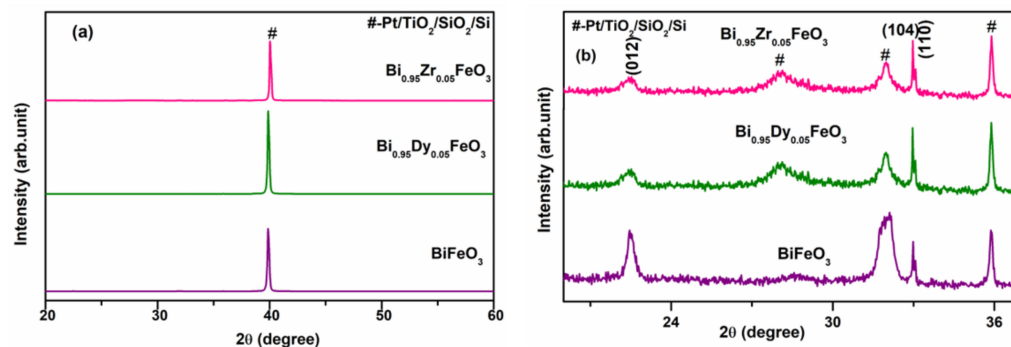 (a)
#-Pt/TiO₂/SiO₂/Si
#
Bi₀.₉₅Zr₀.₀₅FeO₃
Bi₀.₉₅Dy₀.₀₅FeO₃
BiFeO₃
Intensity (arb.unit)
20 30 40 50 60
2θ (degree)
#-Pt/TiO₂/SiO₂/Si
(b)
(012)
Bi₀.₉₅Zr₀.₀₅FeO₃
#
#
(104)
(110)
#
Bi₀.₉₅Dy₀.₀₅FeO₃
BiFeO₃
Intensity (arb.unit)
24 30 33 36
2θ (degree)